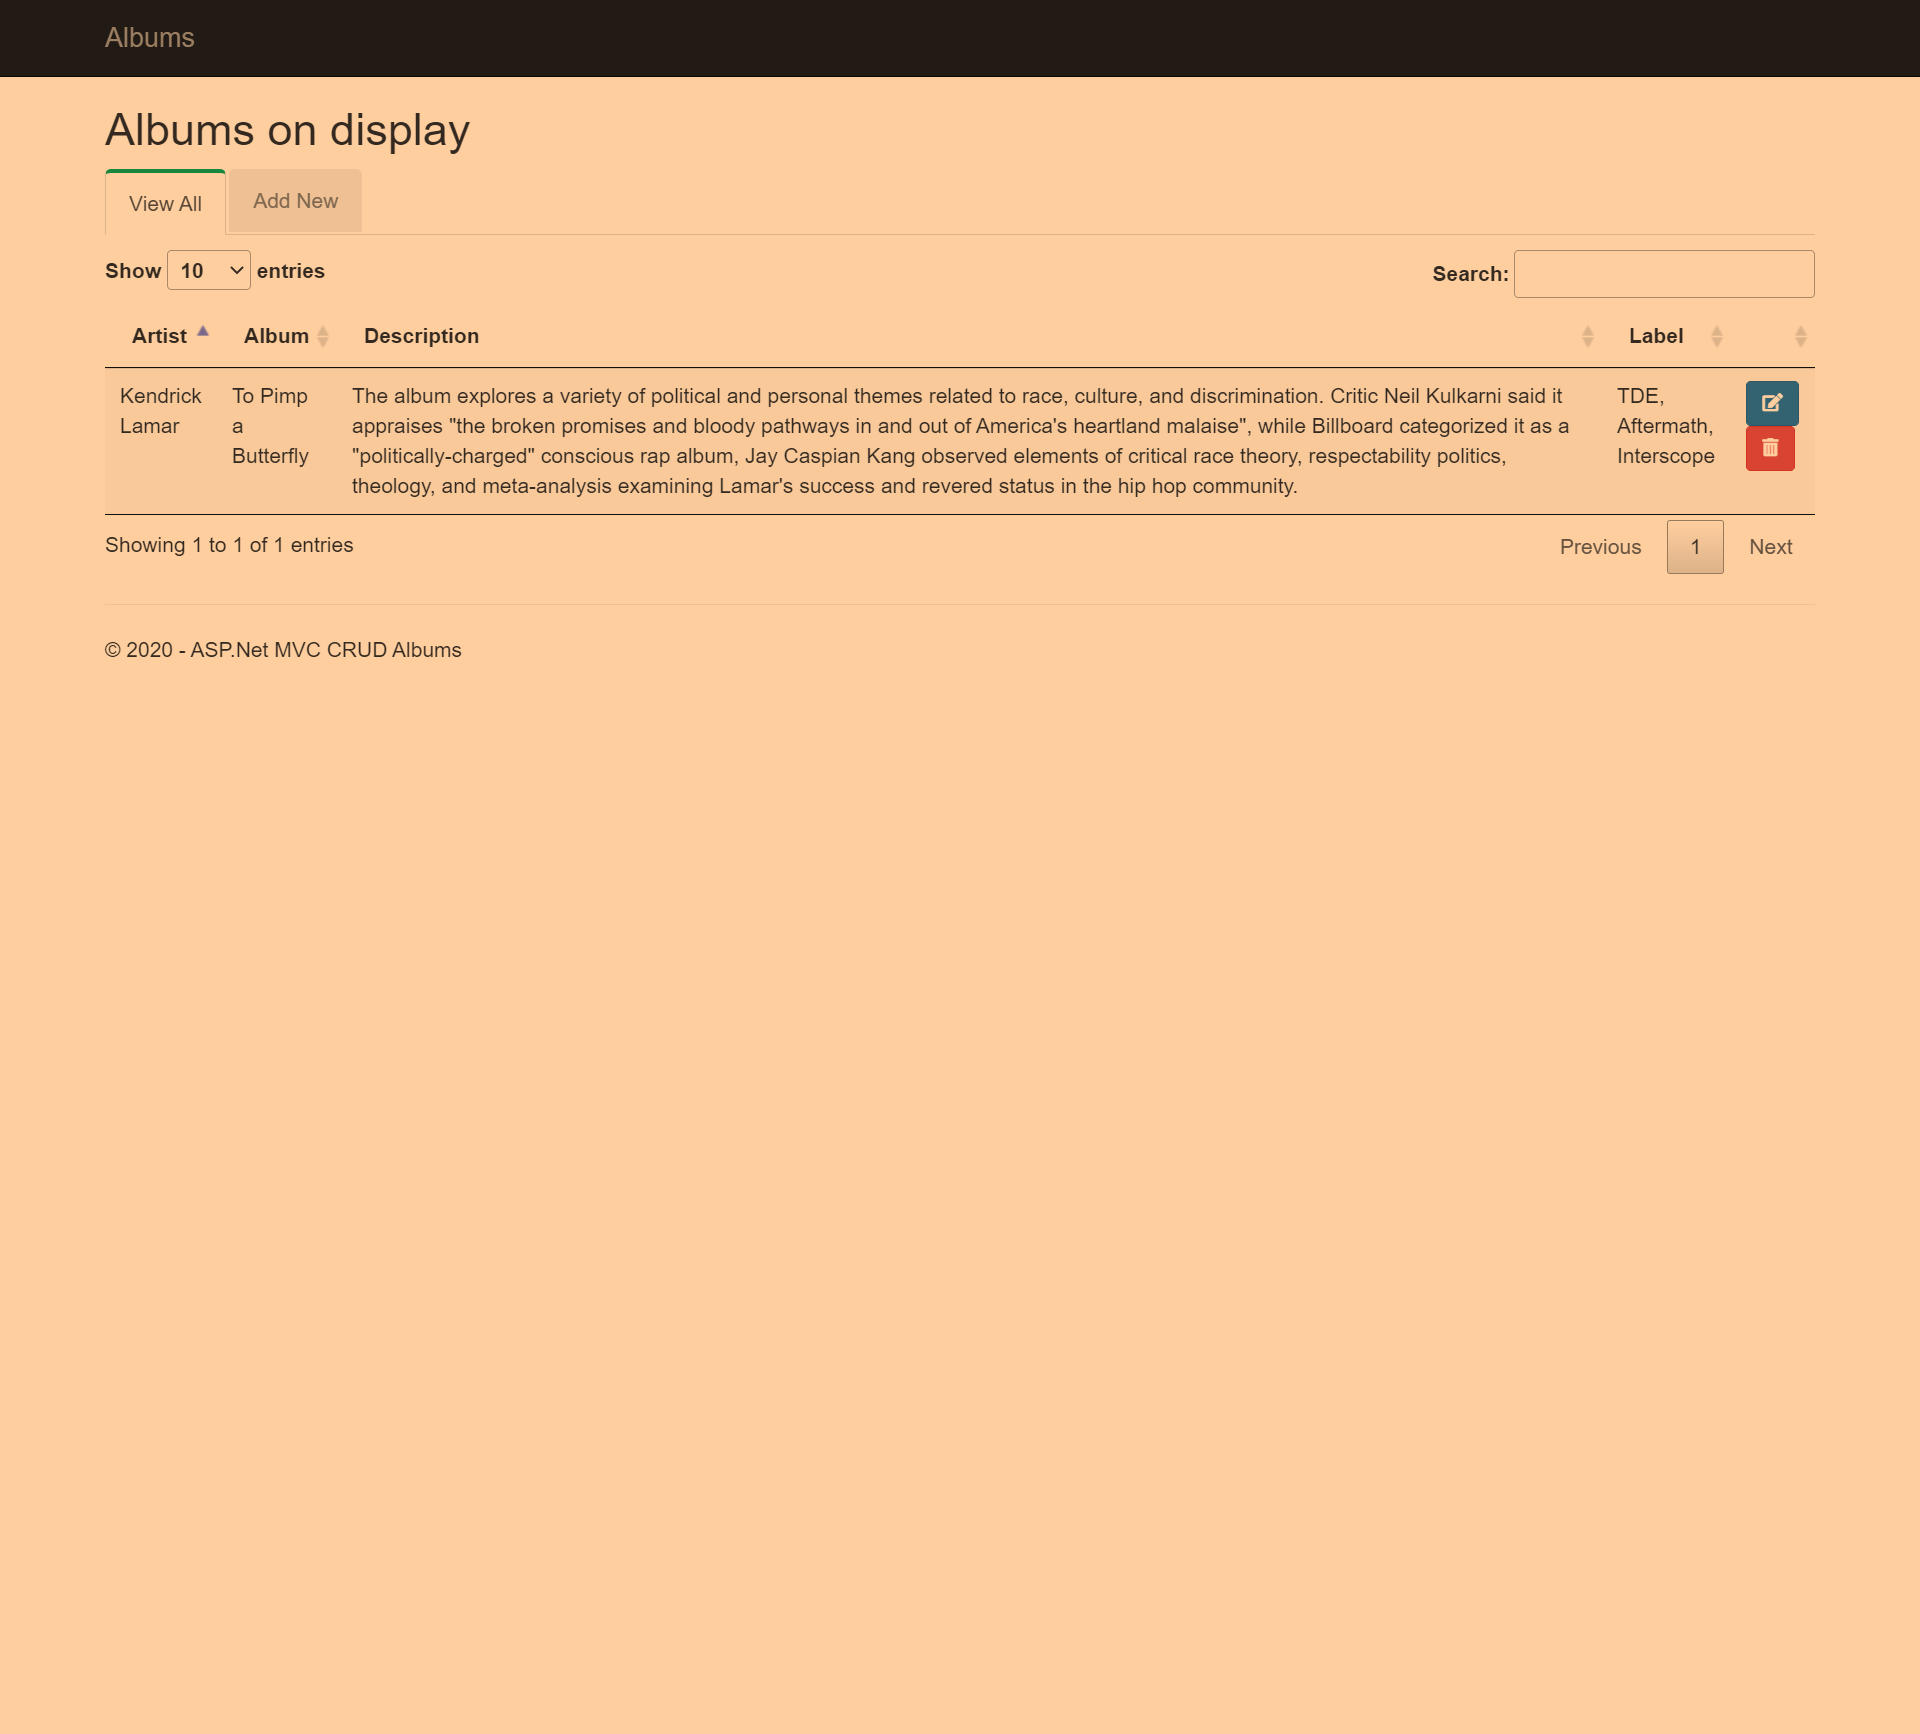 Albums
Albums on display
View All Add New
Show 10 entries Search:
Artist Album Description Label
Kendrick To Pimp The album explores a variety of political and personal themes related to race, culture, and discrimination. Critic Neil Kulkarni said it TDE,
Lamar a appraises "the broken promises and bloody pathways in and out of America's heartland malaise", while Billboard categorized it as a Aftermath,
Butterfly "politically-charged" conscious rap album, Jay Caspian Kang observed elements of critical race theory, respectability politics, Interscope
theology, and meta-analysis examining Lamar's success and revered status in the hip hop community.
Showing 1 to 1 of 1 entries Previous 1 Next
© 2020 - ASP.Net MVC CRUD Albums